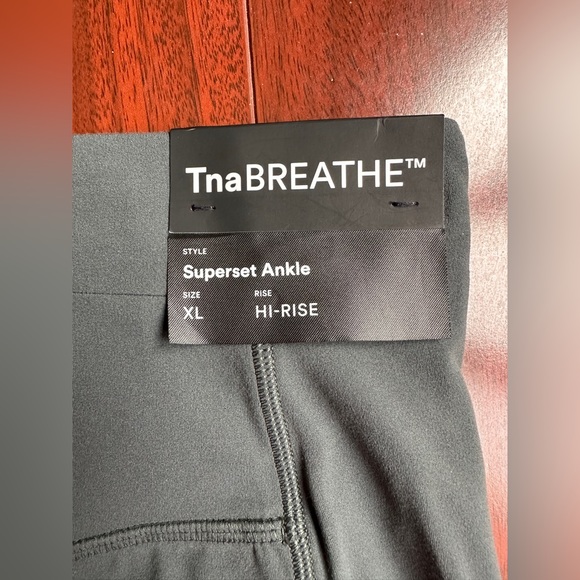 TnaBREATHE™
STYLE
Superset Ankle
SIZE RISE
XL HI-RISE